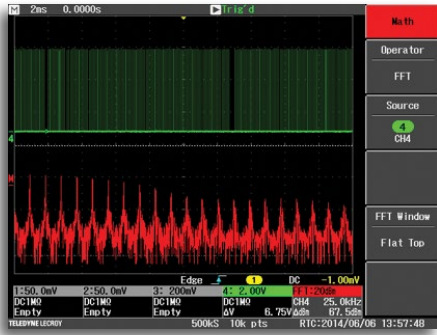 M 2ms 0.0000s Trig'd
Math
Operator
FFT
Source
4
CH4
FFT Window
Flat Top
4
M
Edge 1 DC -1.00mV
1:50.0mV 2:50.0mV 3: 200mV 4: 2.00V FFT:20dB
DC1MΩ DC1MΩ DC1MΩ DC1MΩ CH4 25.0kHz
Empty Empty Empty ΔV 6.75V ΔdBm 67.5dB
TELEDYNE LECROY 500kS 10k pts RTC:2014/06/06 13:57:48